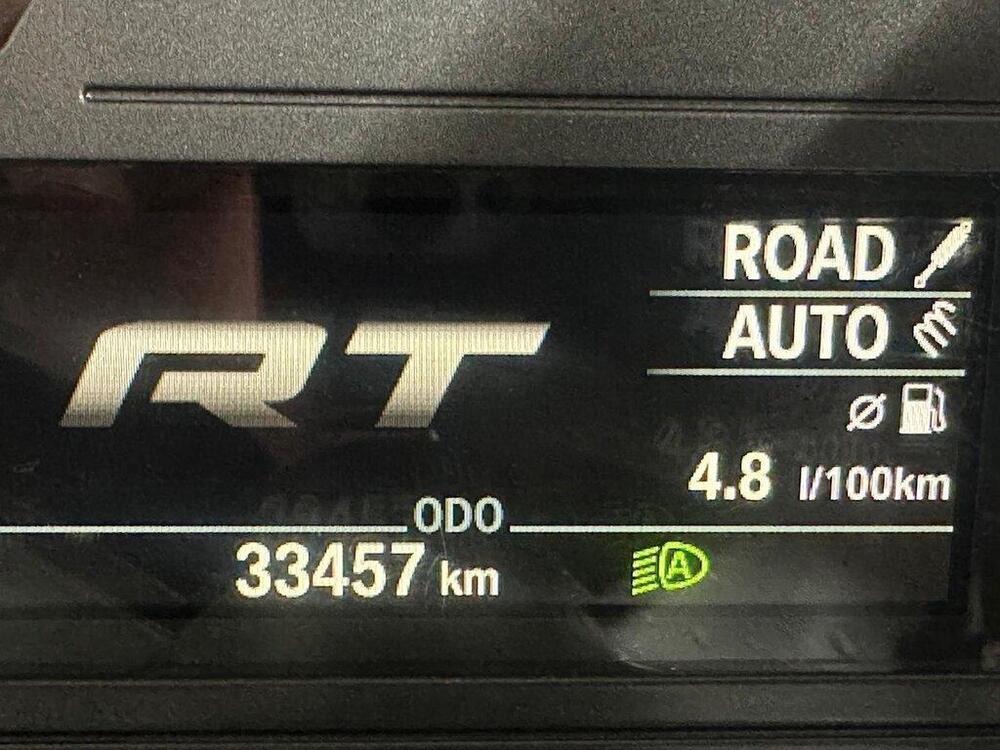 ROAD
AUTO
RT
Ø
4.8 l/100km
ODO
33457 km
A